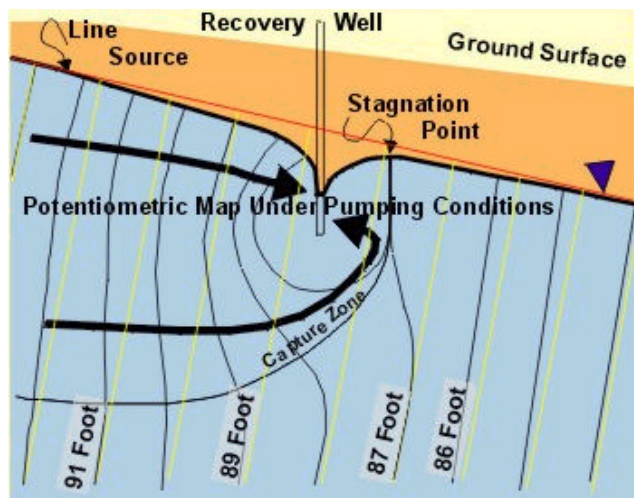 Recovery Well
Line
Source
Ground Surface
Stagnation
Point
Potentiometric Map Under Pumping Conditions
Capture Zone
91 Foot
89 Foot
87 Foot
86 Foot